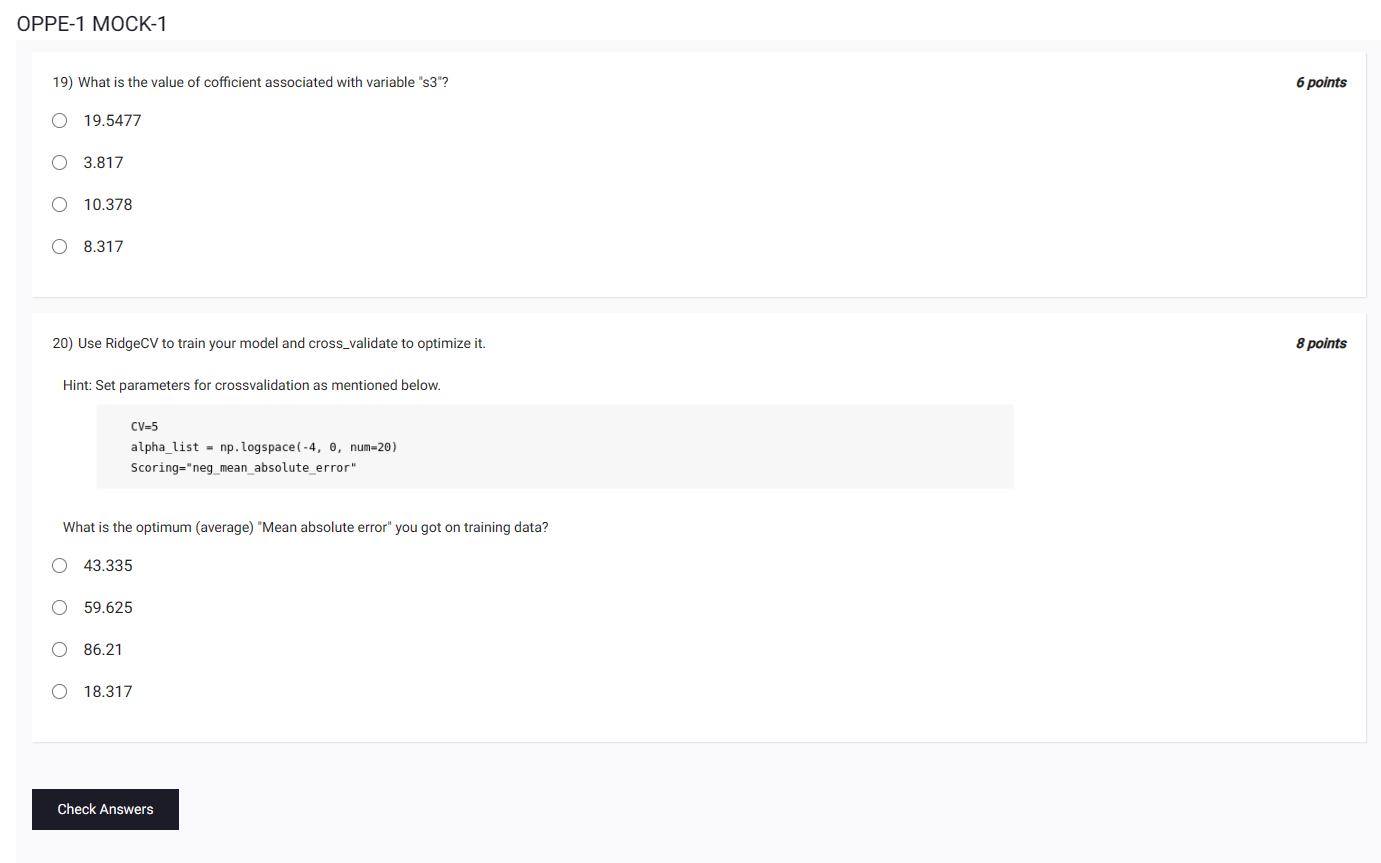 OPPE-1 MOCK-1
19) What is the value of cofficient associated with variable "s3"?
6 points
19.5477
3.817
10.378
8.317
20) Use RidgeCV to train your model and cross_validate to optimize it.
8 points
Hint: Set parameters for crossvalidation as mentioned below.
CV=5
alpha_list = np.logspace(-4, 0, num=20)
Scoring="neg_mean_absolute_error"
What is the optimum (average) "Mean absolute error" you got on training data?
43.335
59.625
86.21
18.317
Check Answers